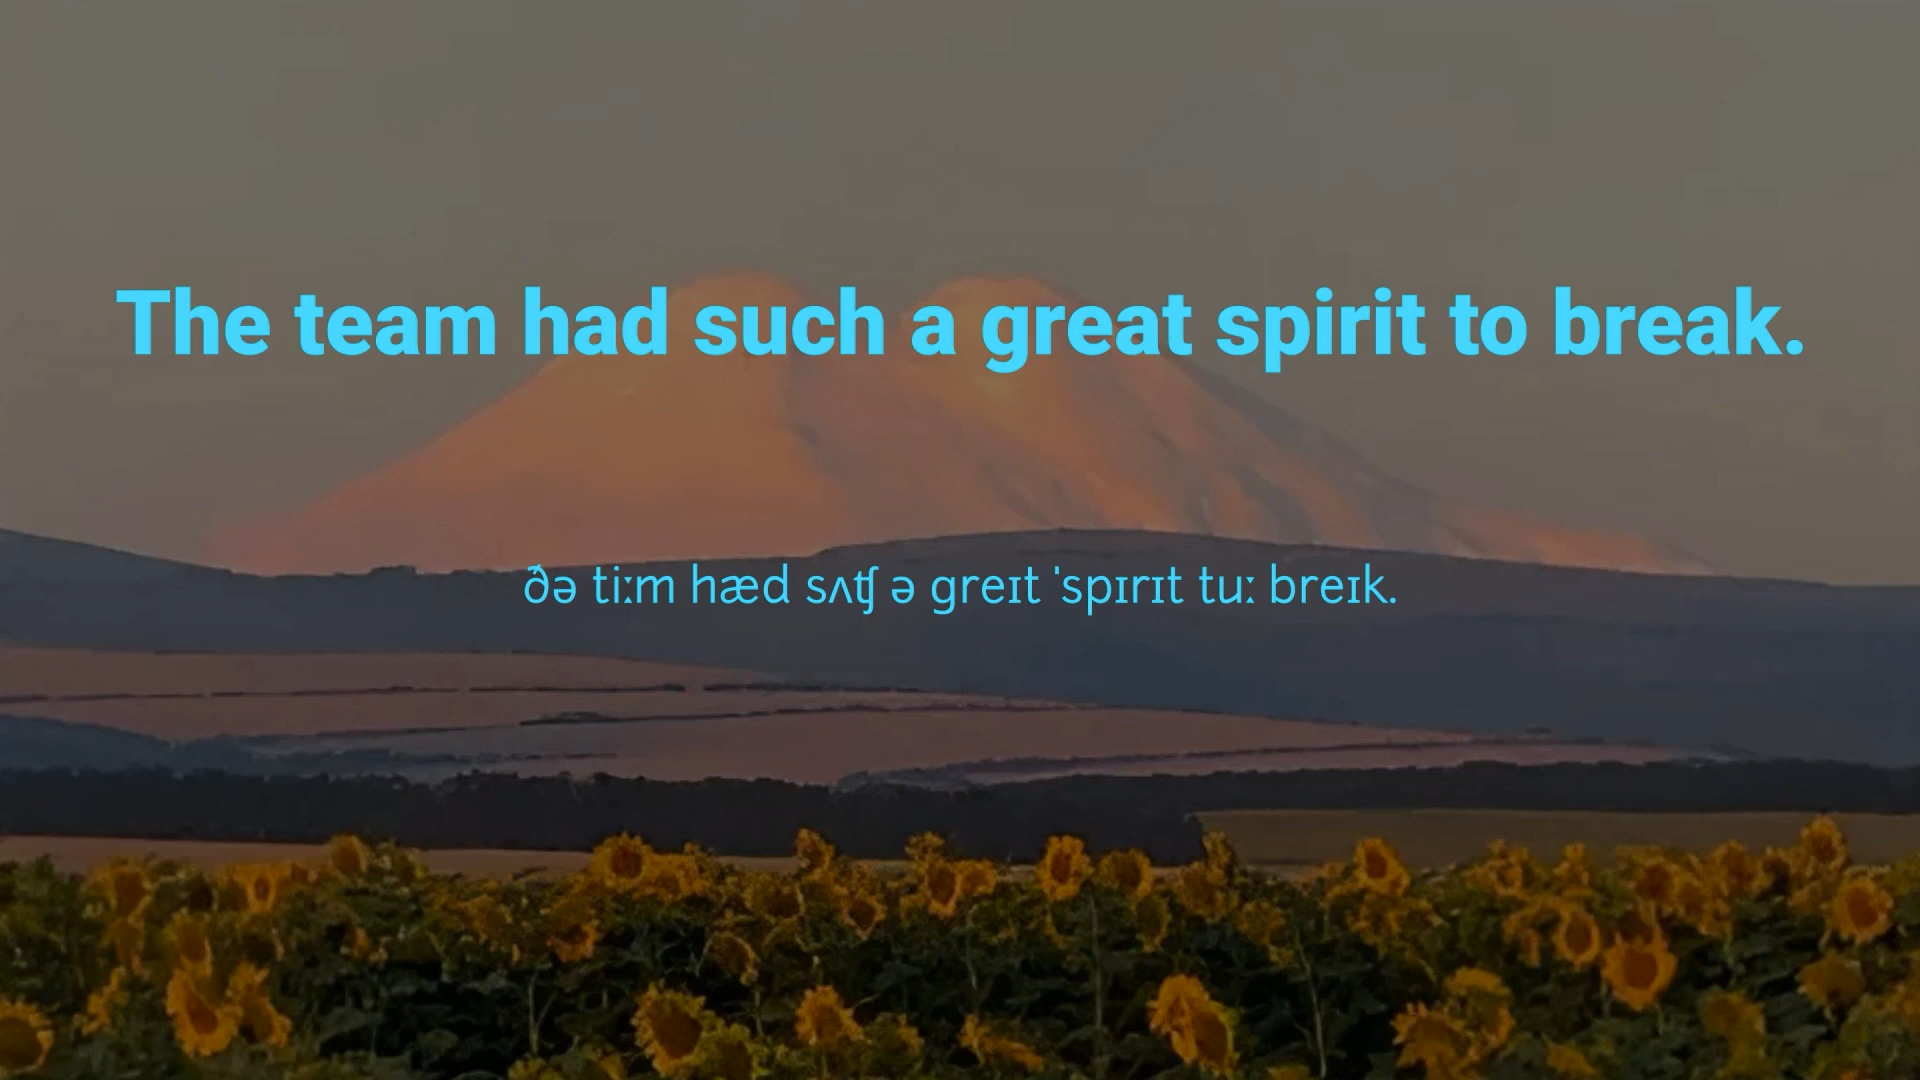 The team had such a great spirit to break.
ðə tiːm hæd sʌʧ ə greɪt ˈspɪrɪt tuː breɪk.